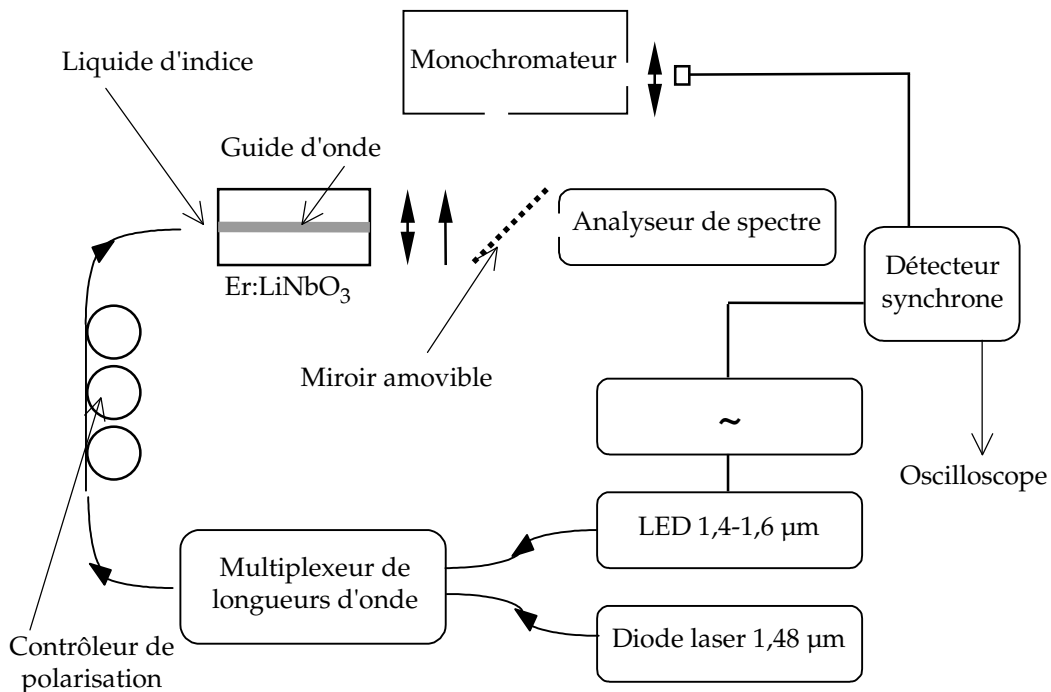 Monochromateur
Liquide d'indice
Guide d'onde
Analyseur de spectre
Er:LiNbO3
Détecteur
synchrone
Miroir amovible
~
Oscilloscope
LED 1,4-1,6 µm
Multiplexeur de
longueurs d'onde
Diode laser 1,48 µm
Contrôleur de
polarisation